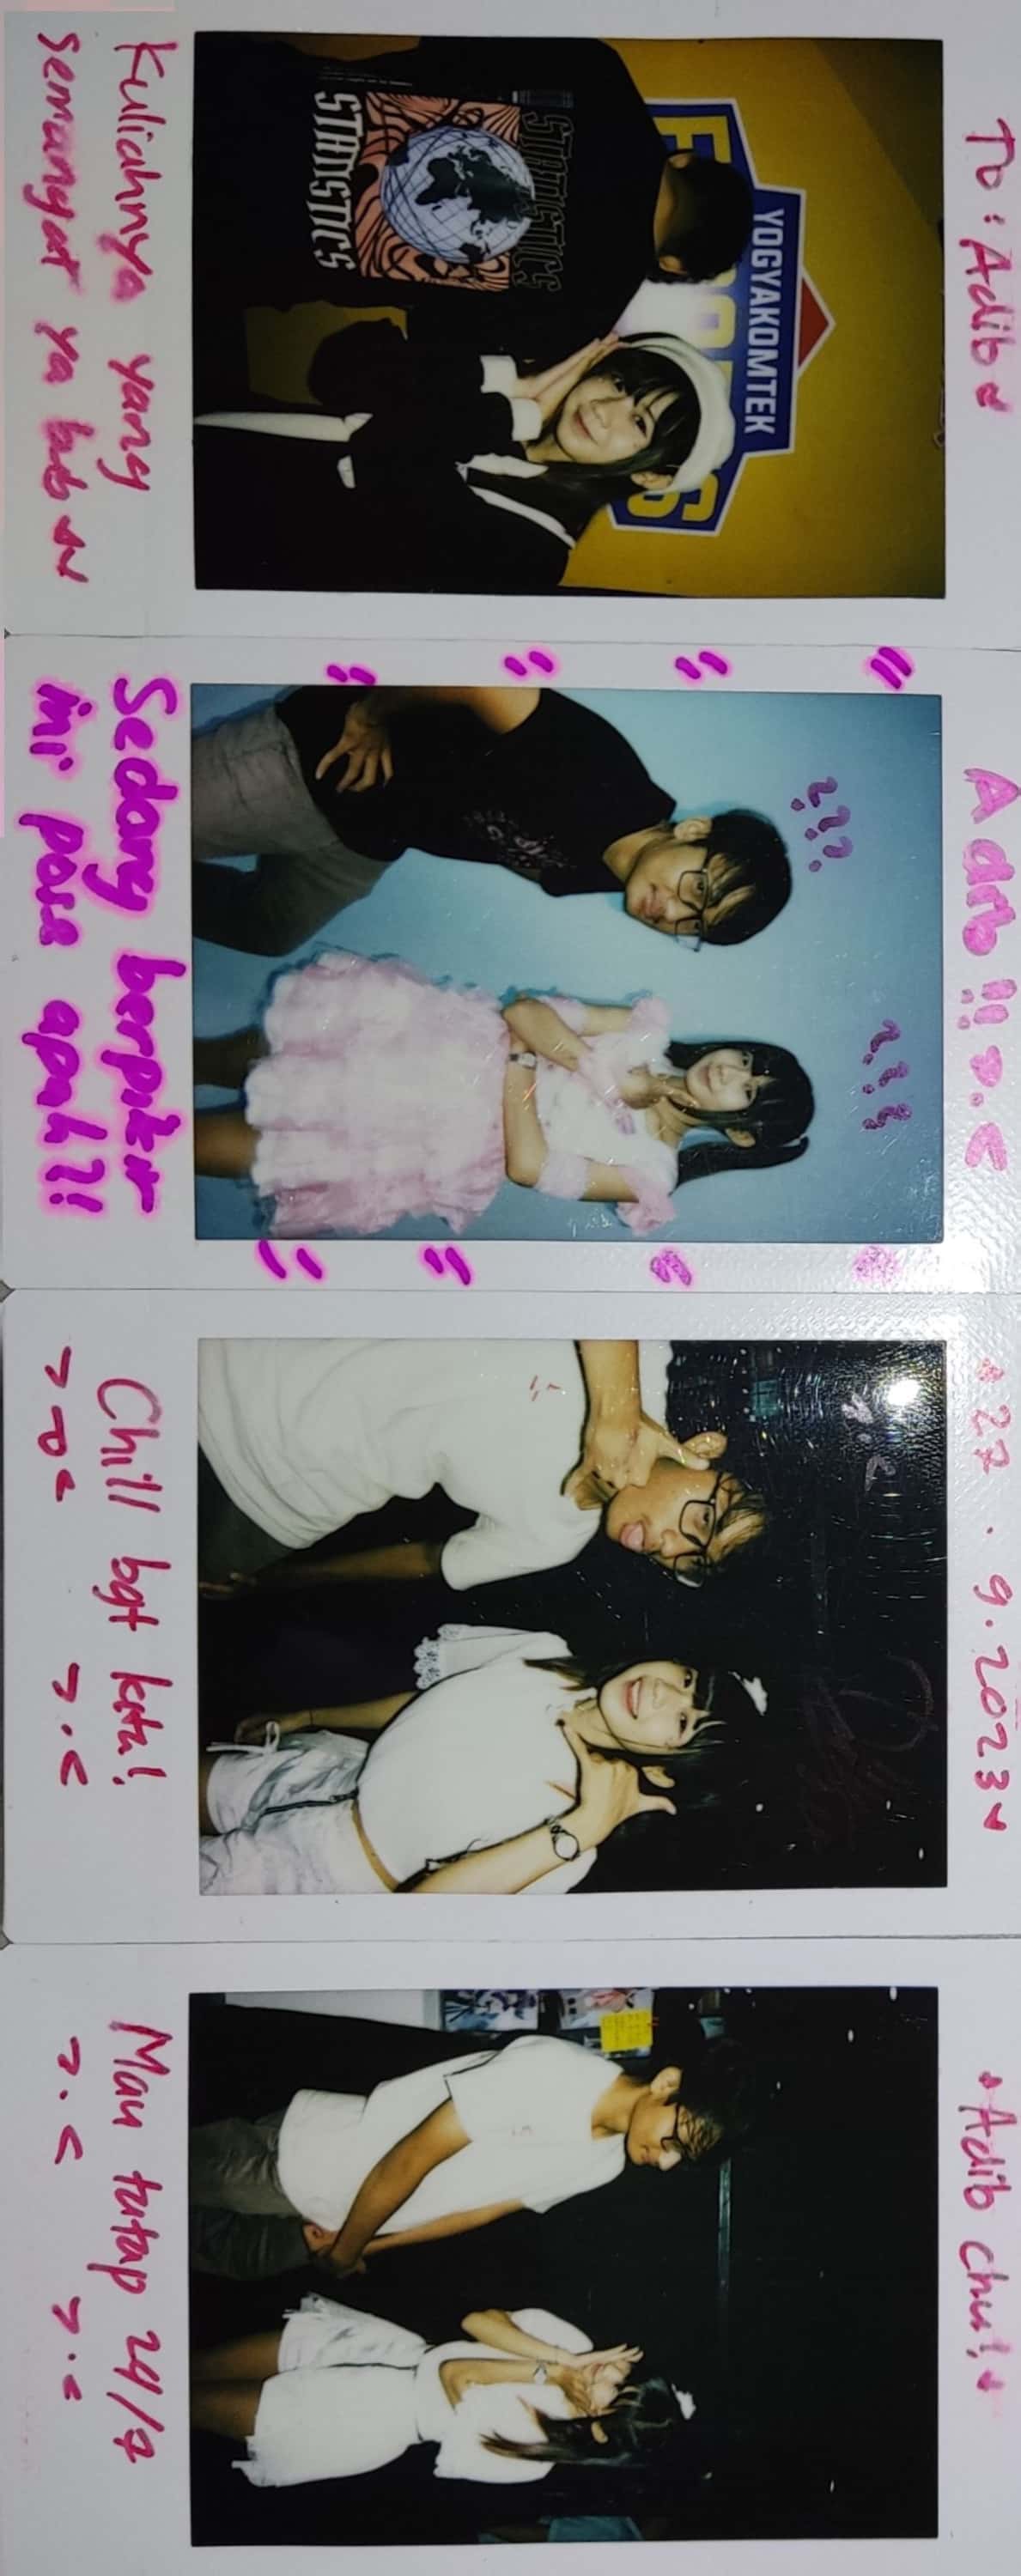 To : Adib
YOGYAKOMTEK
STATISTICS
STATISTICS
Kuliahnya yang
semangat ya bub
Adib !! >.<
???
???
Sedang berpikir
ini pose apah?!
27 . 9 . 2023
>.<
Chill bgt kita!
>.<
Adib chu!
Mau tatap 24/7
>.< >.<